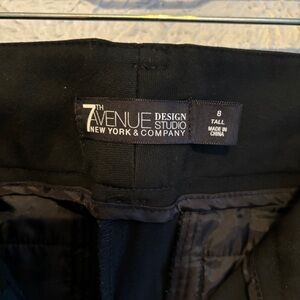 7TH AVENUE DESIGN STUDIO
NEW YORK & COMPANY
8
TALL
MADE IN
CHINA